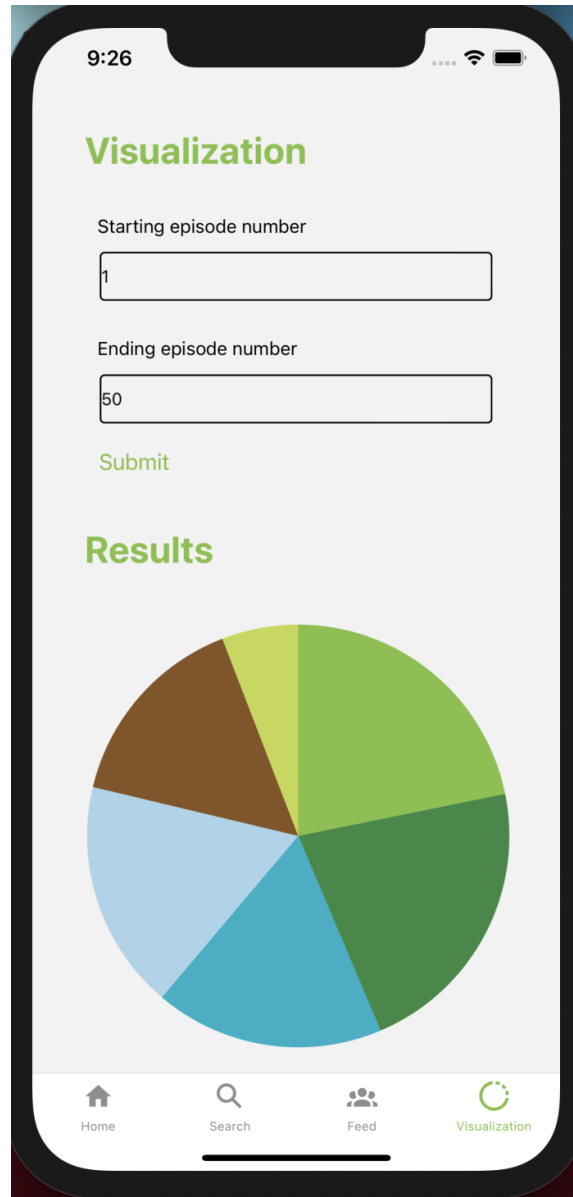 9:26
Visualization
Starting episode number
1
Ending episode number
50
Submit
Results
Home Search Feed Visualization